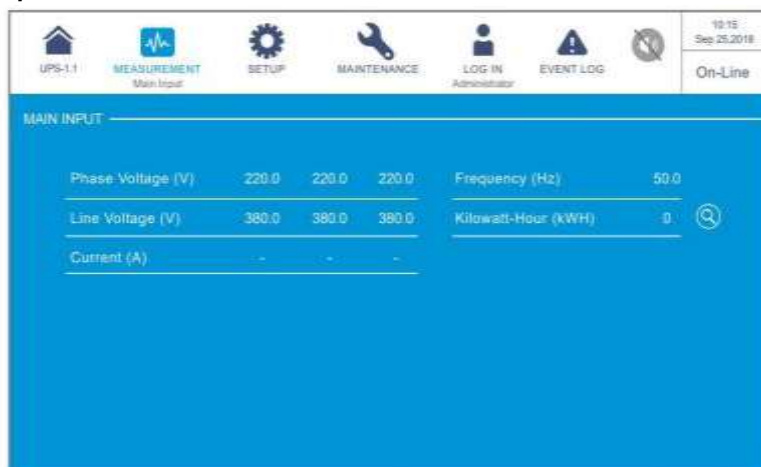 10:15
Sep 25,2018
UPS-1.1 MEASUREMENT SETUP MAINTENANCE LOG IN EVENT LOG On-Line
Main Input Administrator
MAIN INPUT
Phase Voltage (V) 220.0 220.0 220.0 Frequency (Hz) 50.0
Line Voltage (V) 380.0 380.0 380.0 Kilowatt-Hour (kWH) 0
Current (A) - - -